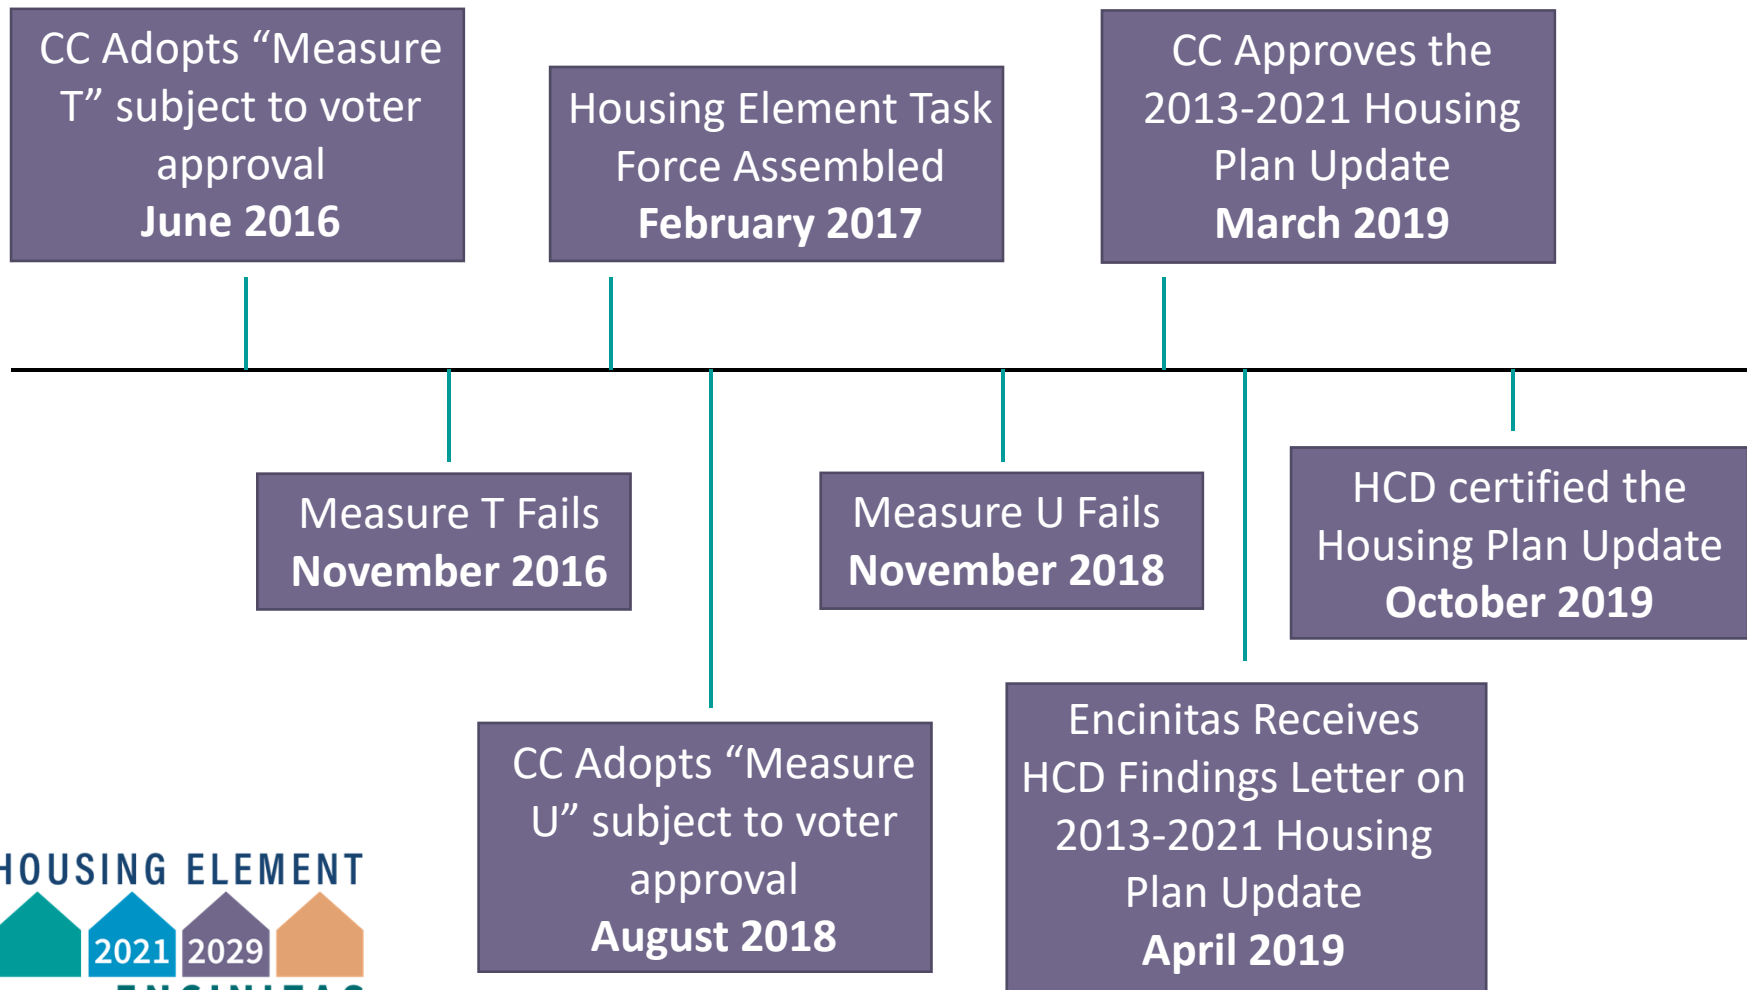 CC Adopts “Measure
T” subject to voter
approval
June 2016
Housing Element Task
Force Assembled
February 2017
CC Approves the
2013-2021 Housing
Plan Update
March 2019
Measure T Fails
November 2016
Measure U Fails
November 2018
HCD certified the
Housing Plan Update
October 2019
CC Adopts “Measure
U” subject to voter
approval
August 2018
Encinitas Receives
HCD Findings Letter on
2013-2021 Housing
Plan Update
April 2019
HOUSING ELEMENT
2021 2029
ENCINITAS